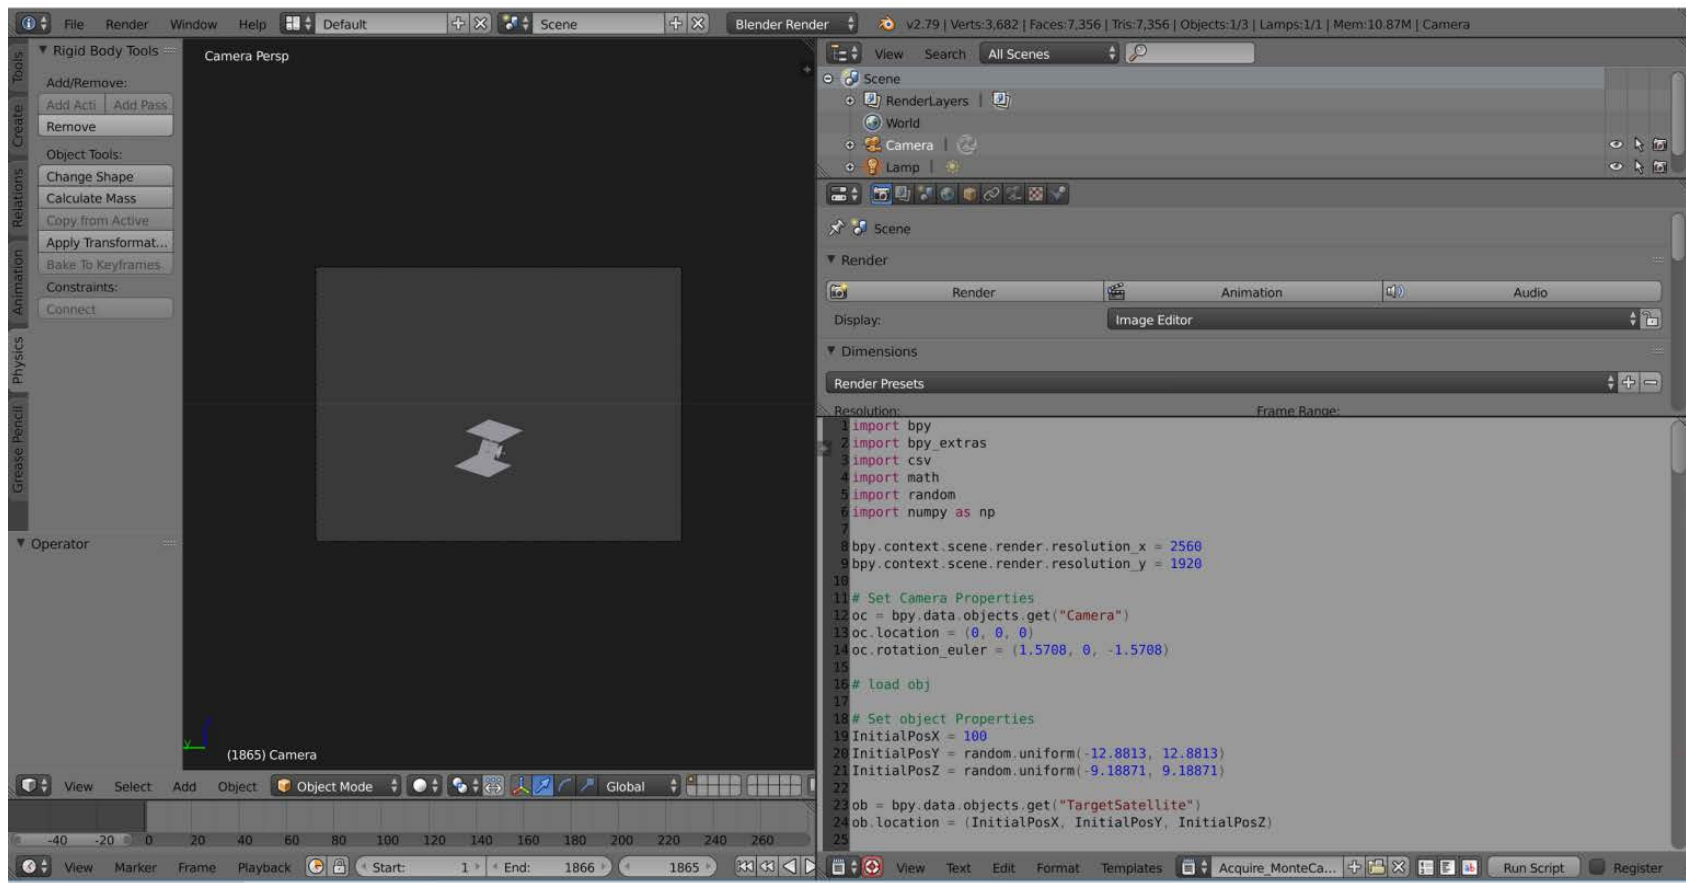 File Render Window Help Default Scene Blender Render v2.79 | Verts:3,682 | Faces:7,356 | Tris:7,356 | Objects:1/3 | Lamps:1/1 | Mem:10.87M | Camera
Tools
Create
Relations
Animation
Physics
Grease Pencil
Rigid Body Tools
Add/Remove:
Add Acti Add Pass
Remove
Object Tools:
Change Shape
Calculate Mass
Copy from Active
Apply Transformat...
Bake To Keyframes
Constraints:
Connect
Operator
Camera Persp
y
(1865) Camera
View Select Add Object Object Mode Global
-40 -20 0 20 40 60 80 100 120 140 160 180 200 220 240 260
View Marker Frame Playback Start: 1 End: 1866 1865
View Search All Scenes
Scene
RenderLayers |
World
Camera |
Lamp |
Scene
Render
Render Animation Audio
Display: Image Editor
Dimensions
Render Presets
Resolution: Frame Range:
1 import bpy
2 import bpy_extras
3 import csv
4 import math
5 import random
6 import numpy as np
7
8 bpy.context.scene.render.resolution_x = 2560
9 bpy.context.scene.render.resolution_y = 1920
10
11 # Set Camera Properties
12 oc = bpy.data.objects.get("Camera")
13 oc.location = (0, 0, 0)
14 oc.rotation_euler = (1.5708, 0, -1.5708)
15
16 # load obj
17
18 # Set object Properties
19 InitialPosX = 100
20 InitialPosY = random.uniform(-12.8813, 12.8813)
21 InitialPosZ = random.uniform(-9.18871, 9.18871)
22
23 ob = bpy.data.objects.get("TargetSatellite")
24 ob.location = (InitialPosX, InitialPosY, InitialPosZ)
25
View Text Edit Format Templates Acquire_MonteCa... Run Script Register